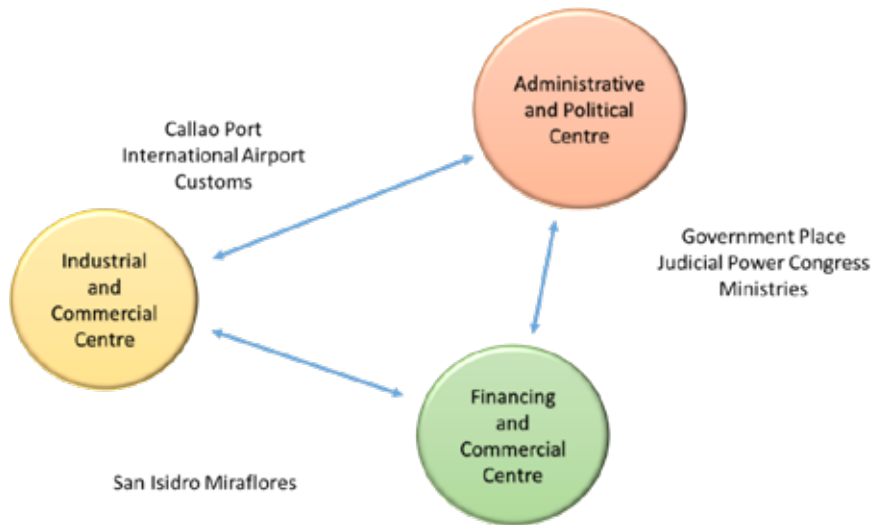 Administrative
and Political
Centre
Callao Port
International Airport
Customs
Government Place
Judicial Power Congress
Ministries
Industrial
and
Commercial
Centre
Financing
and
Commercial
Centre
San Isidro Miraflores